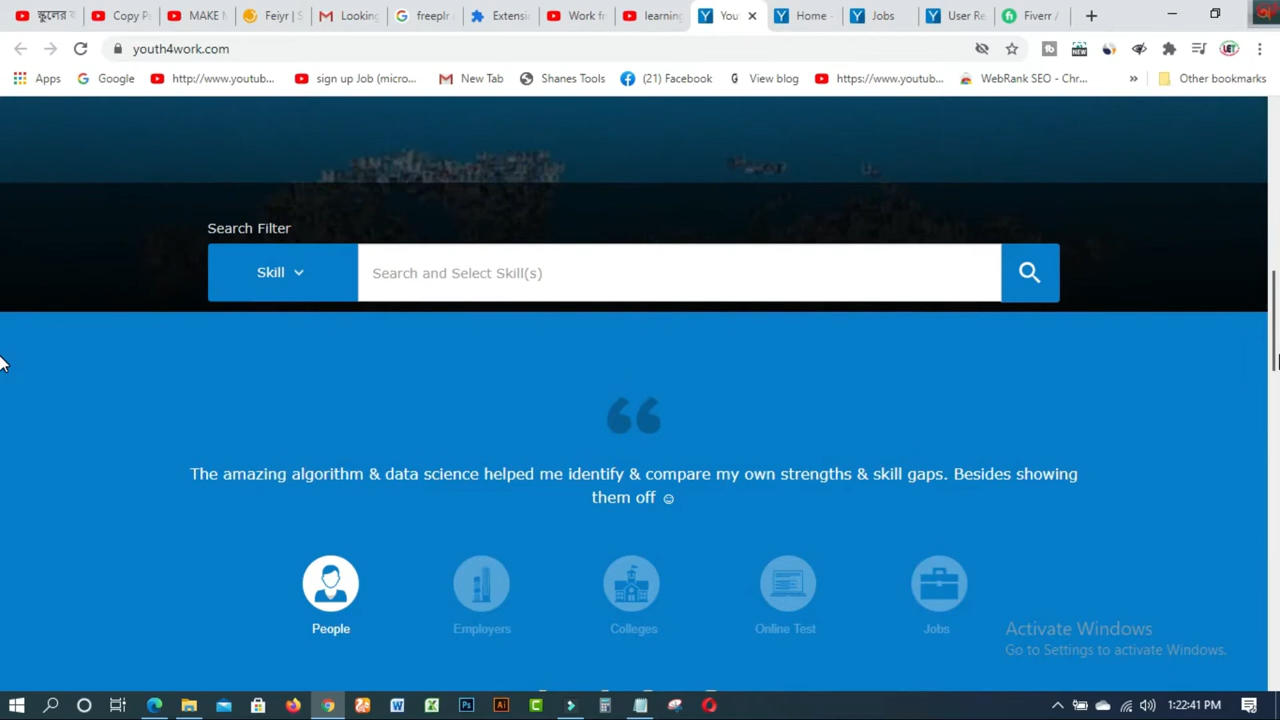 স্কুলের ব
Copy P
MAKE M
Feiyr | S
Looking
freeplr
Extensi
Work fr
learning
You
Home -
Jobs
User Re
Fiverr /
youth4work.com
Apps
Google
http://www.youtub...
sign up Job (micro...
New Tab
Shanes Tools
(21) Facebook
View blog
https://www.youtub...
WebRank SEO - Chr...
»
Other bookmarks
Search Filter
Skill
Search and Select Skill(s)
The amazing algorithm & data science helped me identify & compare my own strengths & skill gaps. Besides showing
them off ☺
People
Employers
Colleges
Online Test
Jobs
Activate Windows
Go to Settings to activate Windows.
1:22:41 PM